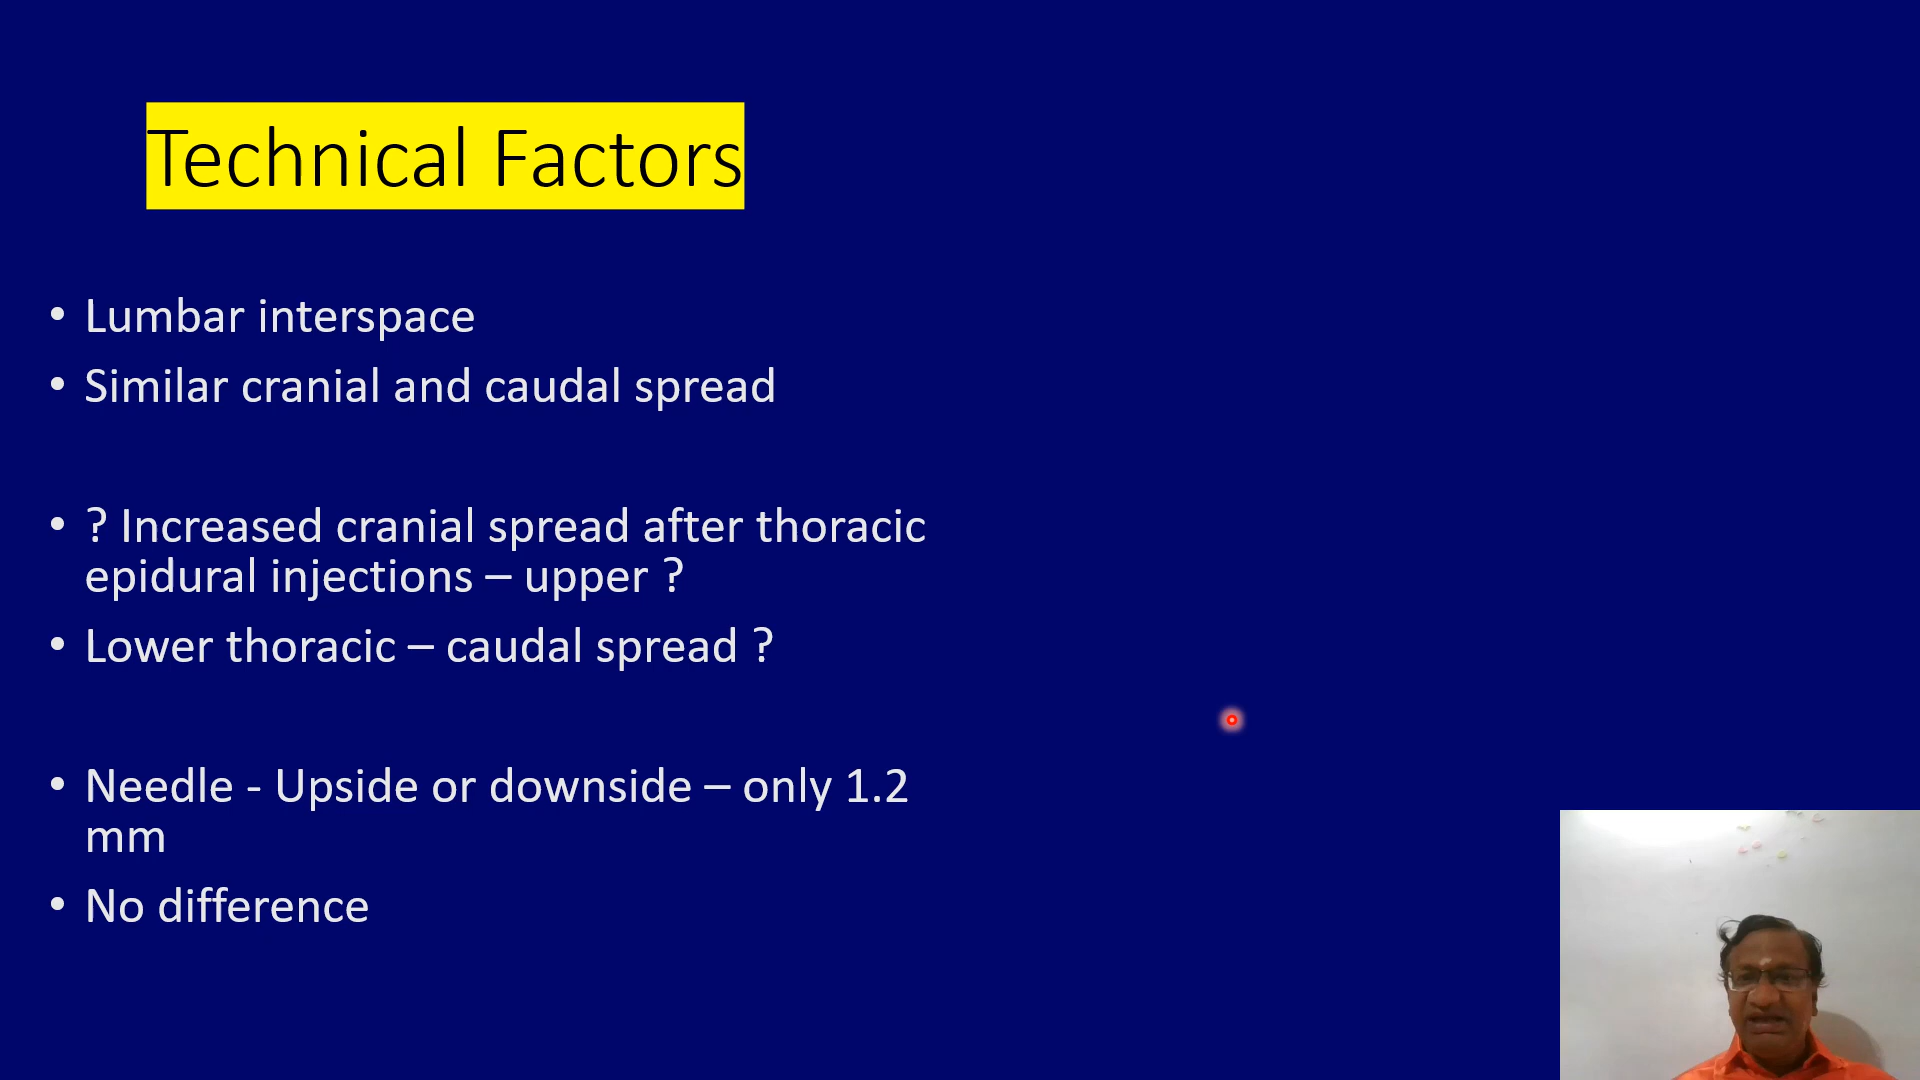 Technical Factors
• Lumbar interspace
• Similar cranial and caudal spread
• ? Increased cranial spread after thoracic
epidural injections – upper ?
• Lower thoracic – caudal spread ?
• Needle - Upside or downside – only 1.2
mm
• No difference